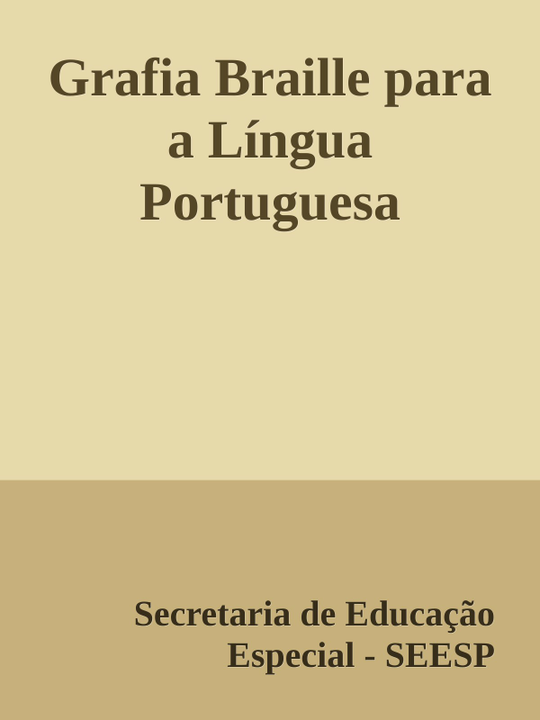 Grafia Braille para
a Língua
Portuguesa
Secretaria de Educação
Especial - SEESP